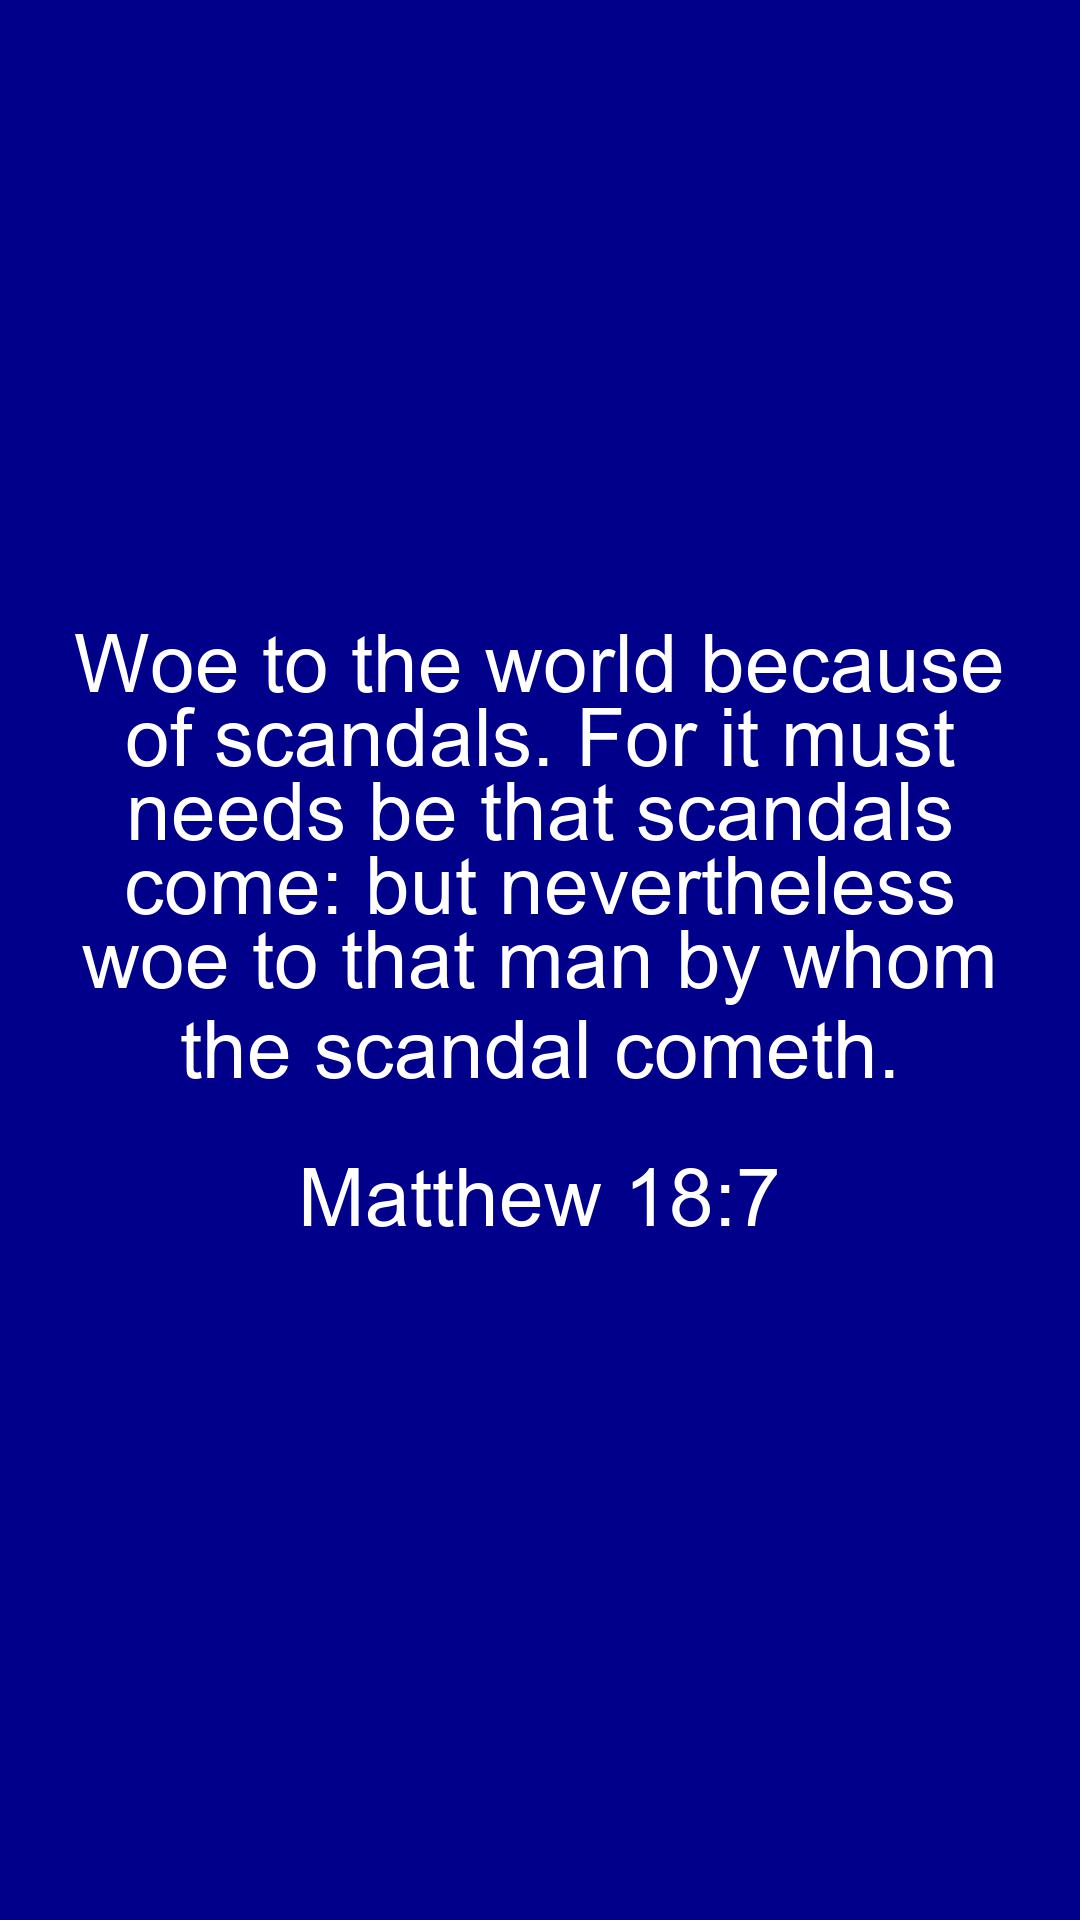 Woe to the world because
of scandals. For it must
needs be that scandals
come: but nevertheless
woe to that man by whom
the scandal cometh.
Matthew 18:7